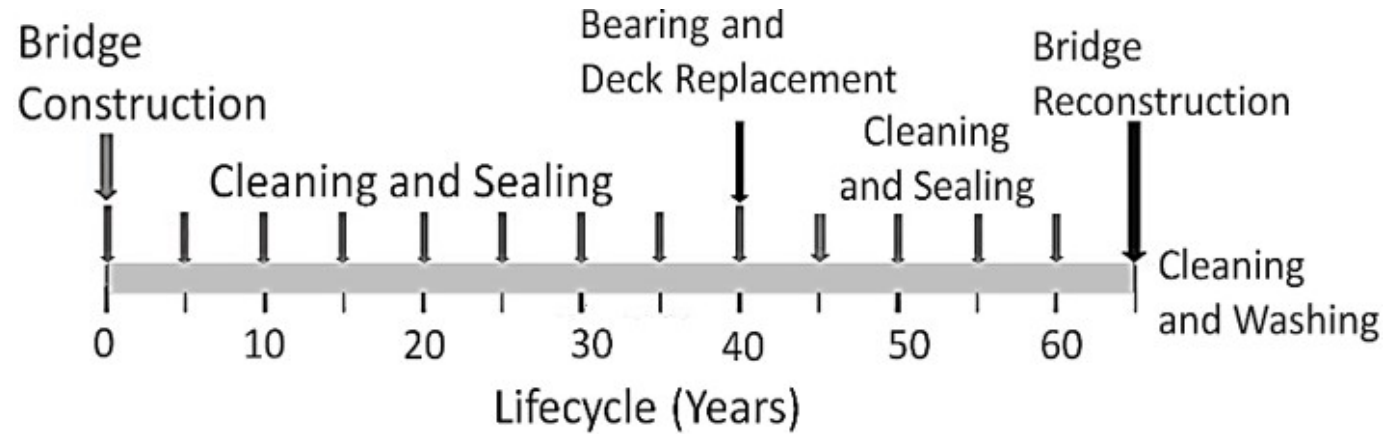 Bridge
Construction
Bearing and
Deck Replacement
Bridge
Reconstruction
Cleaning and Sealing
Cleaning
and Sealing
Cleaning
and Washing
0 10 20 30 40 50 60
Lifecycle (Years)